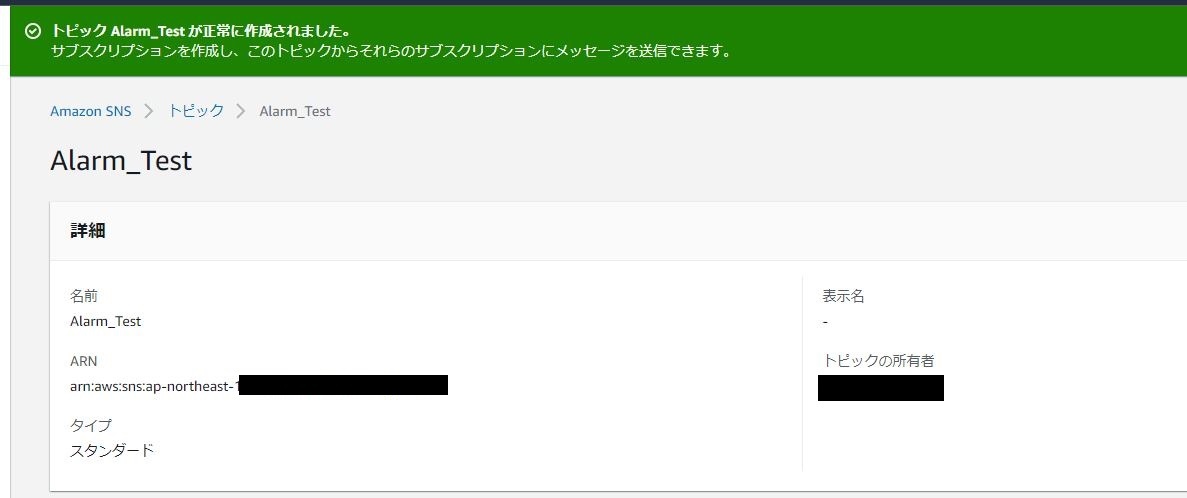 トピック Alarm_Test が正常に作成されました。
サブスクリプションを作成し、このトピックからそれらのサブスクリプションにメッセージを送信できます。
Amazon SNS > トピック > Alarm_Test
Alarm_Test
詳細
名前
Alarm_Test
ARN
arn:aws:sns:ap-northeast-1
タイプ
スタンダード
表示名
-
トピックの所有者